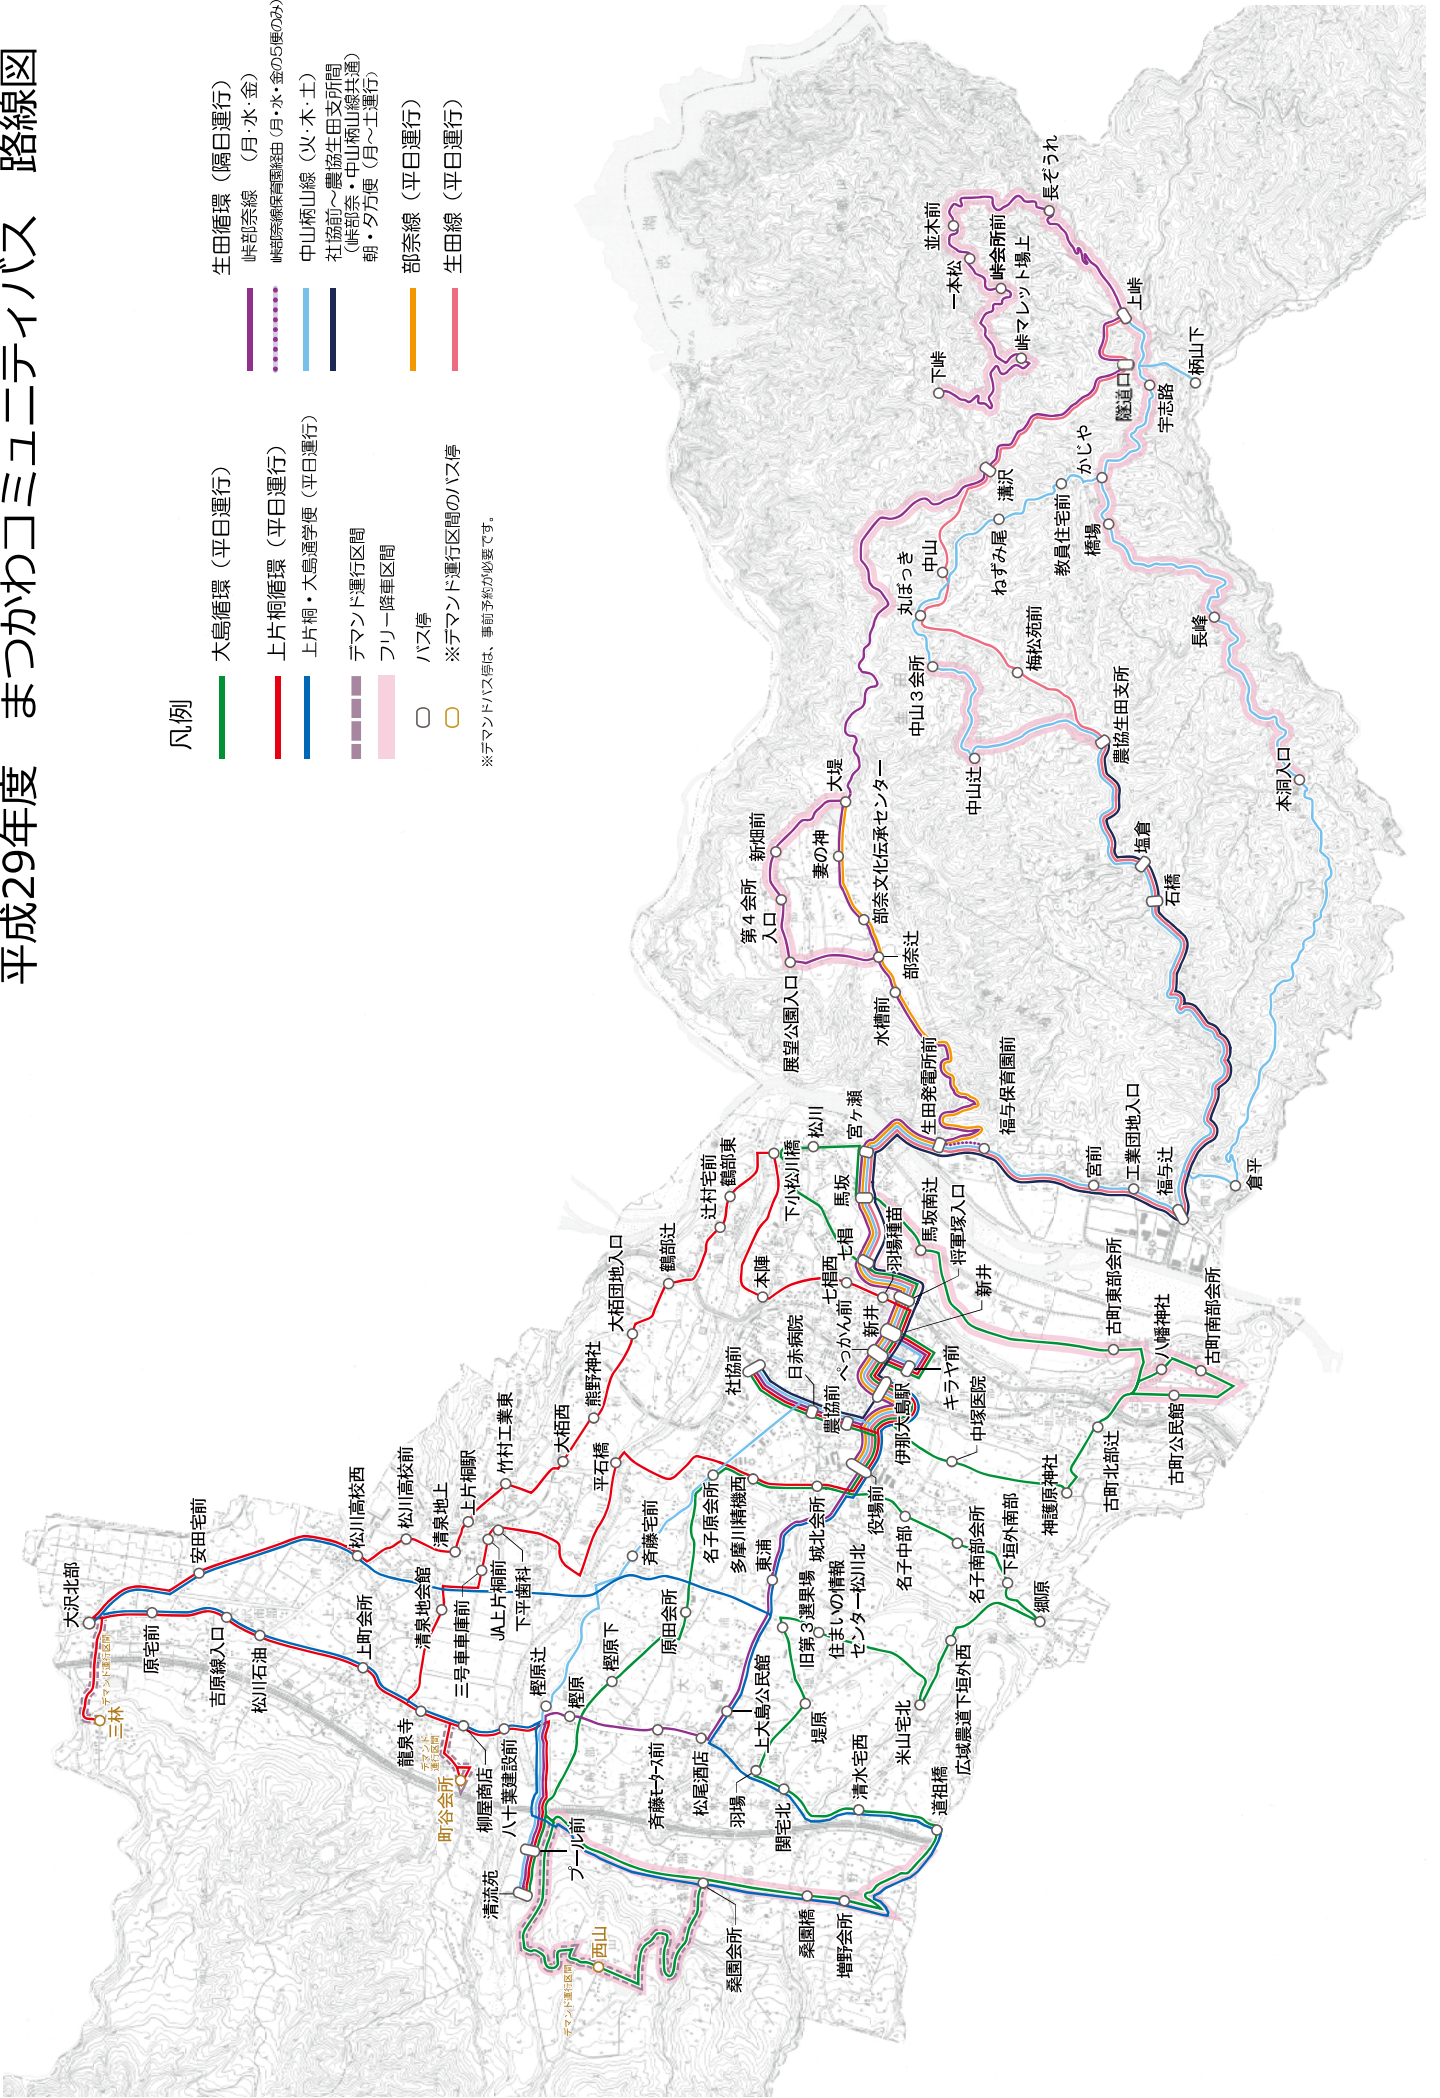 平成29年度　まつかわコミュニティバス　路線図
凡例
大島循環（平日運行）
上片桐循環（平日運行）
上片桐・大島通学便（平日運行）
デマンド運行区間
フリー降車区間
バス停
※デマンド運行区間のバス停
※デマンドバス停は、事前予約が必要です。
生田循環（隔日運行）
峠部奈線　（月・水・金）
峠部奈線保育園経由（月・水・金の5便のみ）
中山柄山線（火・木・土）
社協前～農協生田支所間
（峠部奈・中山柄山線共通）
朝・夕方便（月～土運行）
部奈線（平日運行）
生田線（平日運行）
大沢北部
デマンド運行区間
三林
原宅前
安田宅前
吉原線入口
松川石油
上町会所
松川高校西
松川高校前
清泉地上
上片桐駅
竹村工業東
清泉地会館
三号車車庫前
JA上片桐前
下平歯科
龍泉寺
デマンド
運行区間
町谷会所
柳屋商店
八十葉建設前
清流苑
プール前
デマンド運行区間
西山
桑園会所
桑園橋
増野会所
道祖橋
清水宅西
関宅北
羽場
松尾酒店
斉藤ﾓｰﾀｰｽ前
樫原
樫原辻
樫原下
原田会所
斉藤宅前
上大島公民館
堤原
旧第３選果場
住まいの情報
センター松川北
米山宅北
広域農道下垣外西
郷原
下垣外南部
名子南部会所
名子中部
東浦
城北会所
多摩川精機西
名子原会所
役場前
平石橋
大栢西
熊野神社
大栢団地入口
鶴部辻
辻村宅前
鶴部東
下小松川橋
松川
宮ヶ瀬
馬坂
七椙
七椙西
本陣
羽場種苗
馬坂南辻
将軍塚入口
新井
新井
ぺっかん前
日赤病院
社協前
農協前
伊那大島駅
キラヤ前
中塚医院
神護原神社
古町北部辻
古町公民館
古町東部会所
八幡神社
古町南部会所
生田発電所前
福与保育園前
宮前
工業団地入口
福与辻
倉平
水槽前
部奈辻
展望公園入口
第４会所
入口
新畑前
大堤
妻の神
部奈文化伝承センター
石橋
塩倉
農協生田支所
中山辻
中山３会所
丸ぼっき
中山
梅松苑前
ねずみ尾
溝沢
教員住宅前
かじや
橋場
長峰
本洞入口
宇志路
柄山下
隧道口
上峠
長ぞうれ
並木前
一本松
峠会所前
峠マレット場上
下峠